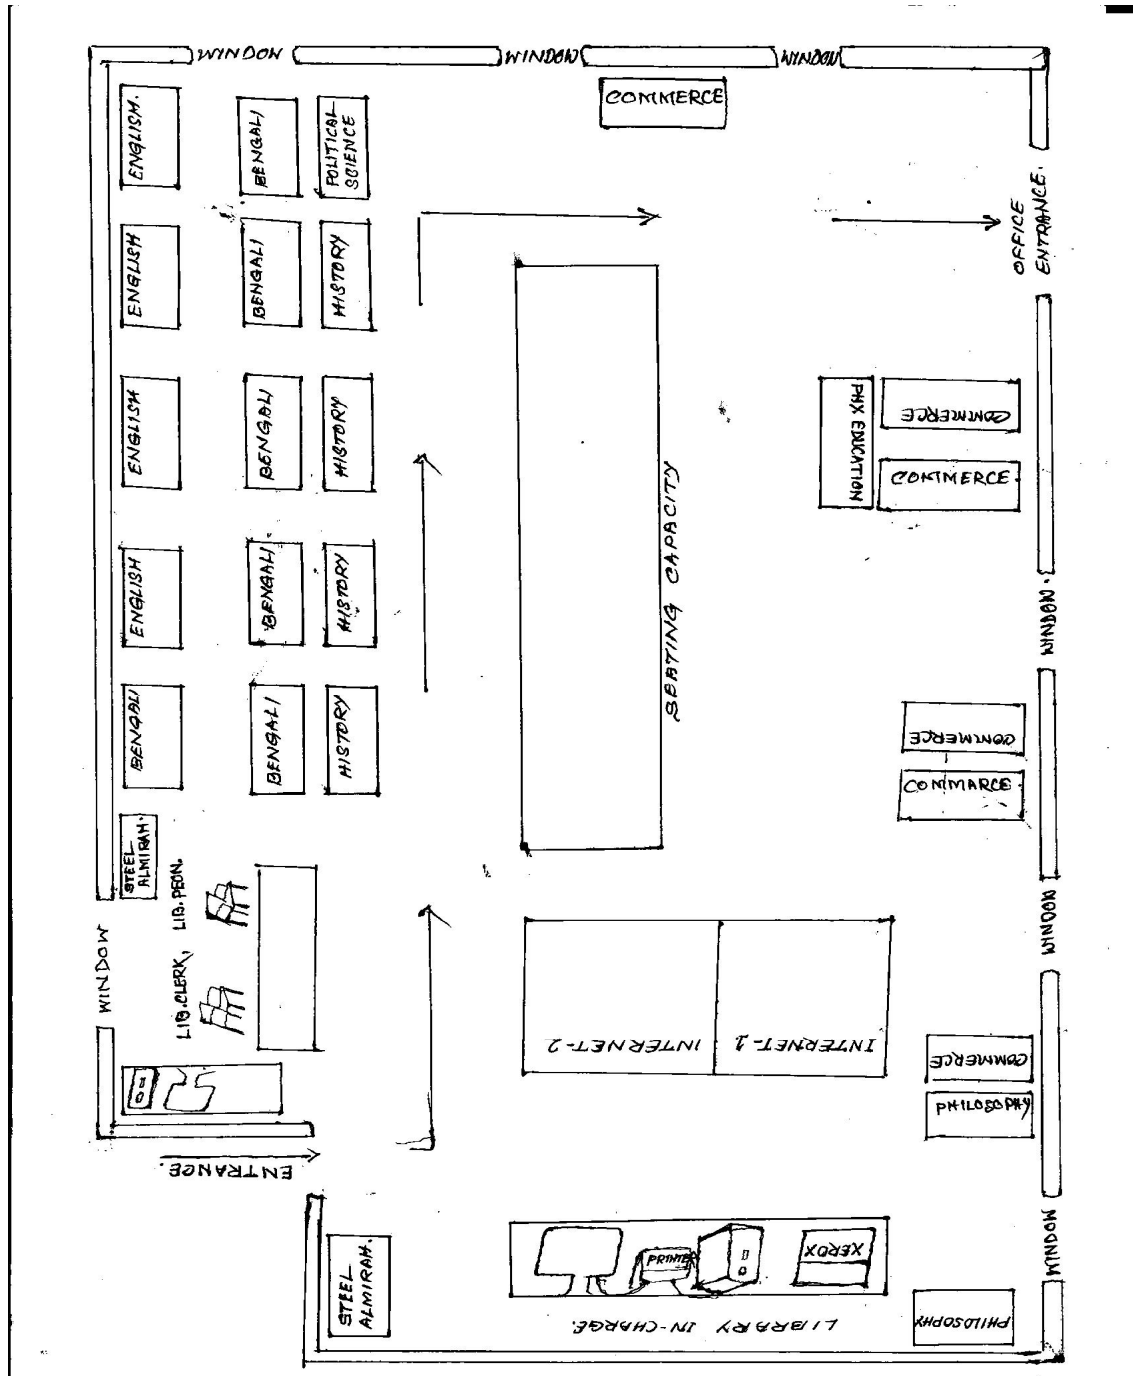 WINDOW
WINDOW
WINDOW
COMMERCE
ENGLISH.
BENGALI
POLITICAL
SCIENCE
OFFICE
ENTRANCE.
ENGLISH
BENGALI
HISTORY
ENGLISH
BENGALI
HISTORY
PHY EDUCATION
COMMERCE
COMMERCE
SEATING CAPACITY
ENGLISH
BENGALI
HISTORY
WINDOW.
BENGALI
BENGALI
HISTORY
COMMERCE
COMMARCE
STEEL
ALMIRAH.
LIB.CLERK,
LIB.PEON.
WINDOW
WINDOW
INTERNET-2
INTERNET-1
COMMERCE
PHILOSOPHY
ENTRANCE.
STEEL
ALMIRAH.
PRINTER
XEROX
WINDOW
LIBRARY IN-CHARGE.
PHILOSOPHY